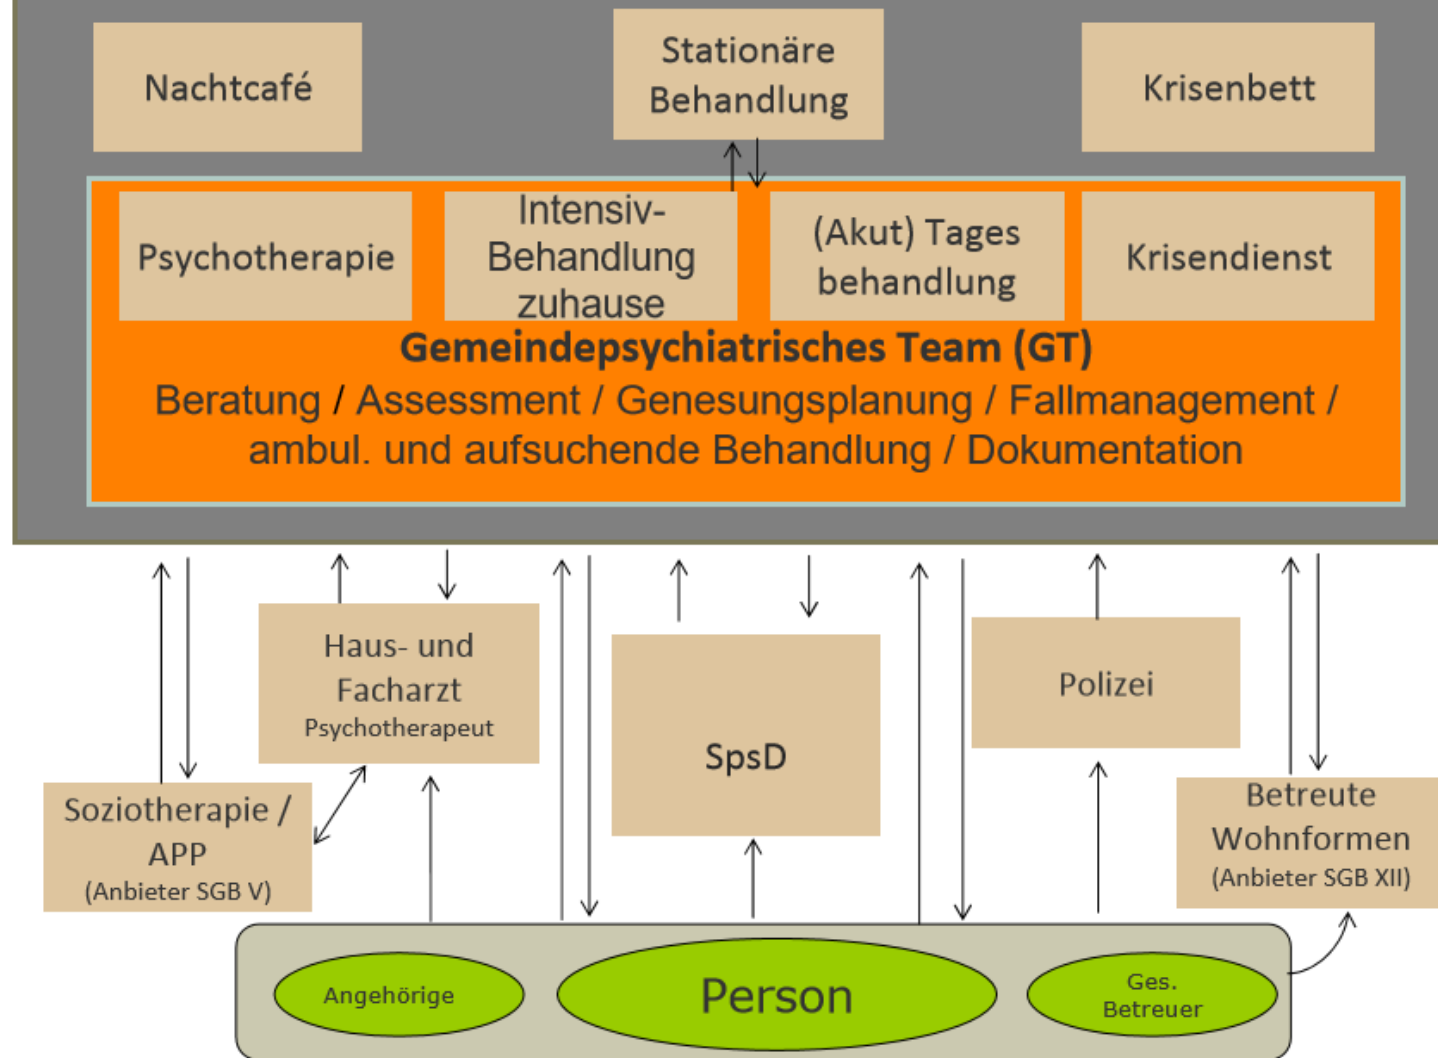 Nachtcafé
Stationäre
Behandlung
Krisenbett
Psychotherapie
Intensiv-
Behandlung
zuhause
(Akut) Tages
behandlung
Krisendienst
Gemeindepsychiatrisches Team (GT)
Beratung / Assessment / Genesungsplanung / Fallmanagement /
ambul. und aufsuchende Behandlung / Dokumentation
Haus- und
Facharzt
Psychotherapeut
SpsD
Polizei
Soziotherapie /
APP
(Anbieter SGB V)
Betreute
Wohnformen
(Anbieter SGB XII)
Angehörige
Person
Ges.
Betreuer